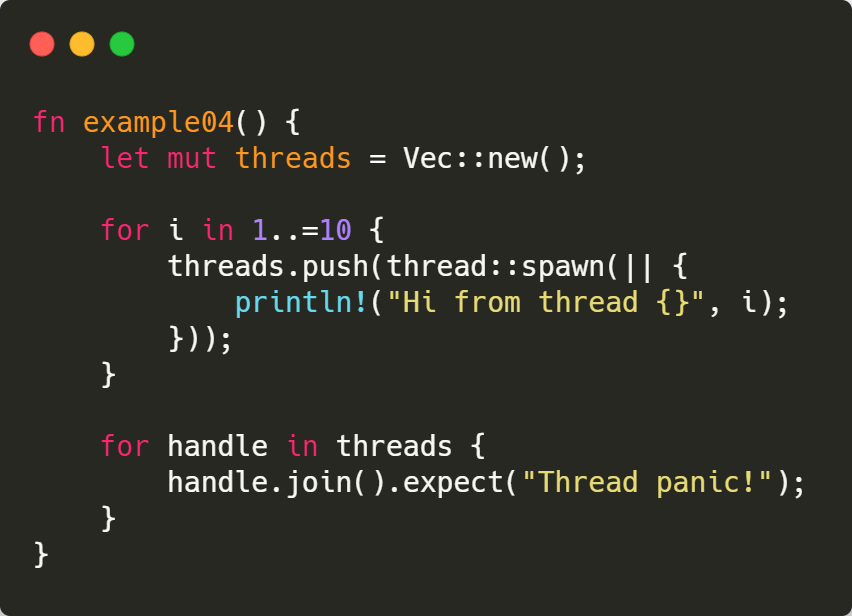 fn example04() {
    let mut threads = Vec::new();

    for i in 1..=10 {
        threads.push(thread::spawn(|| {
            println!("Hi from thread {}", i);
        }));
    }

    for handle in threads {
        handle.join().expect("Thread panic!");
    }
}